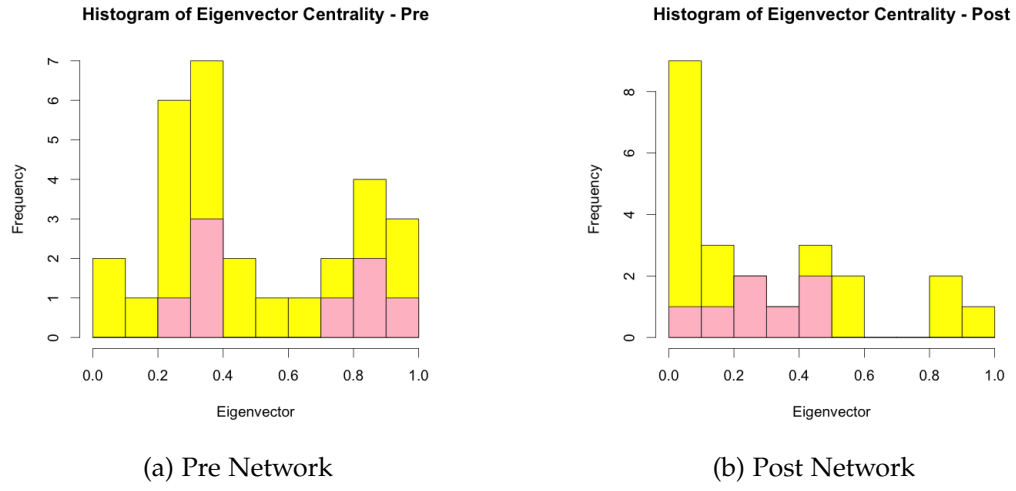 Histogram of Eigenvector Centrality - Pre
Frequency
7
6
5
4
3
2
1
0
0.0 0.2 0.4 0.6 0.8 1.0
Eigenvector
(a) Pre Network
Histogram of Eigenvector Centrality - Post
Frequency
8
6
4
2
0
0.0 0.2 0.4 0.6 0.8 1.0
Eigenvector
(b) Post Network